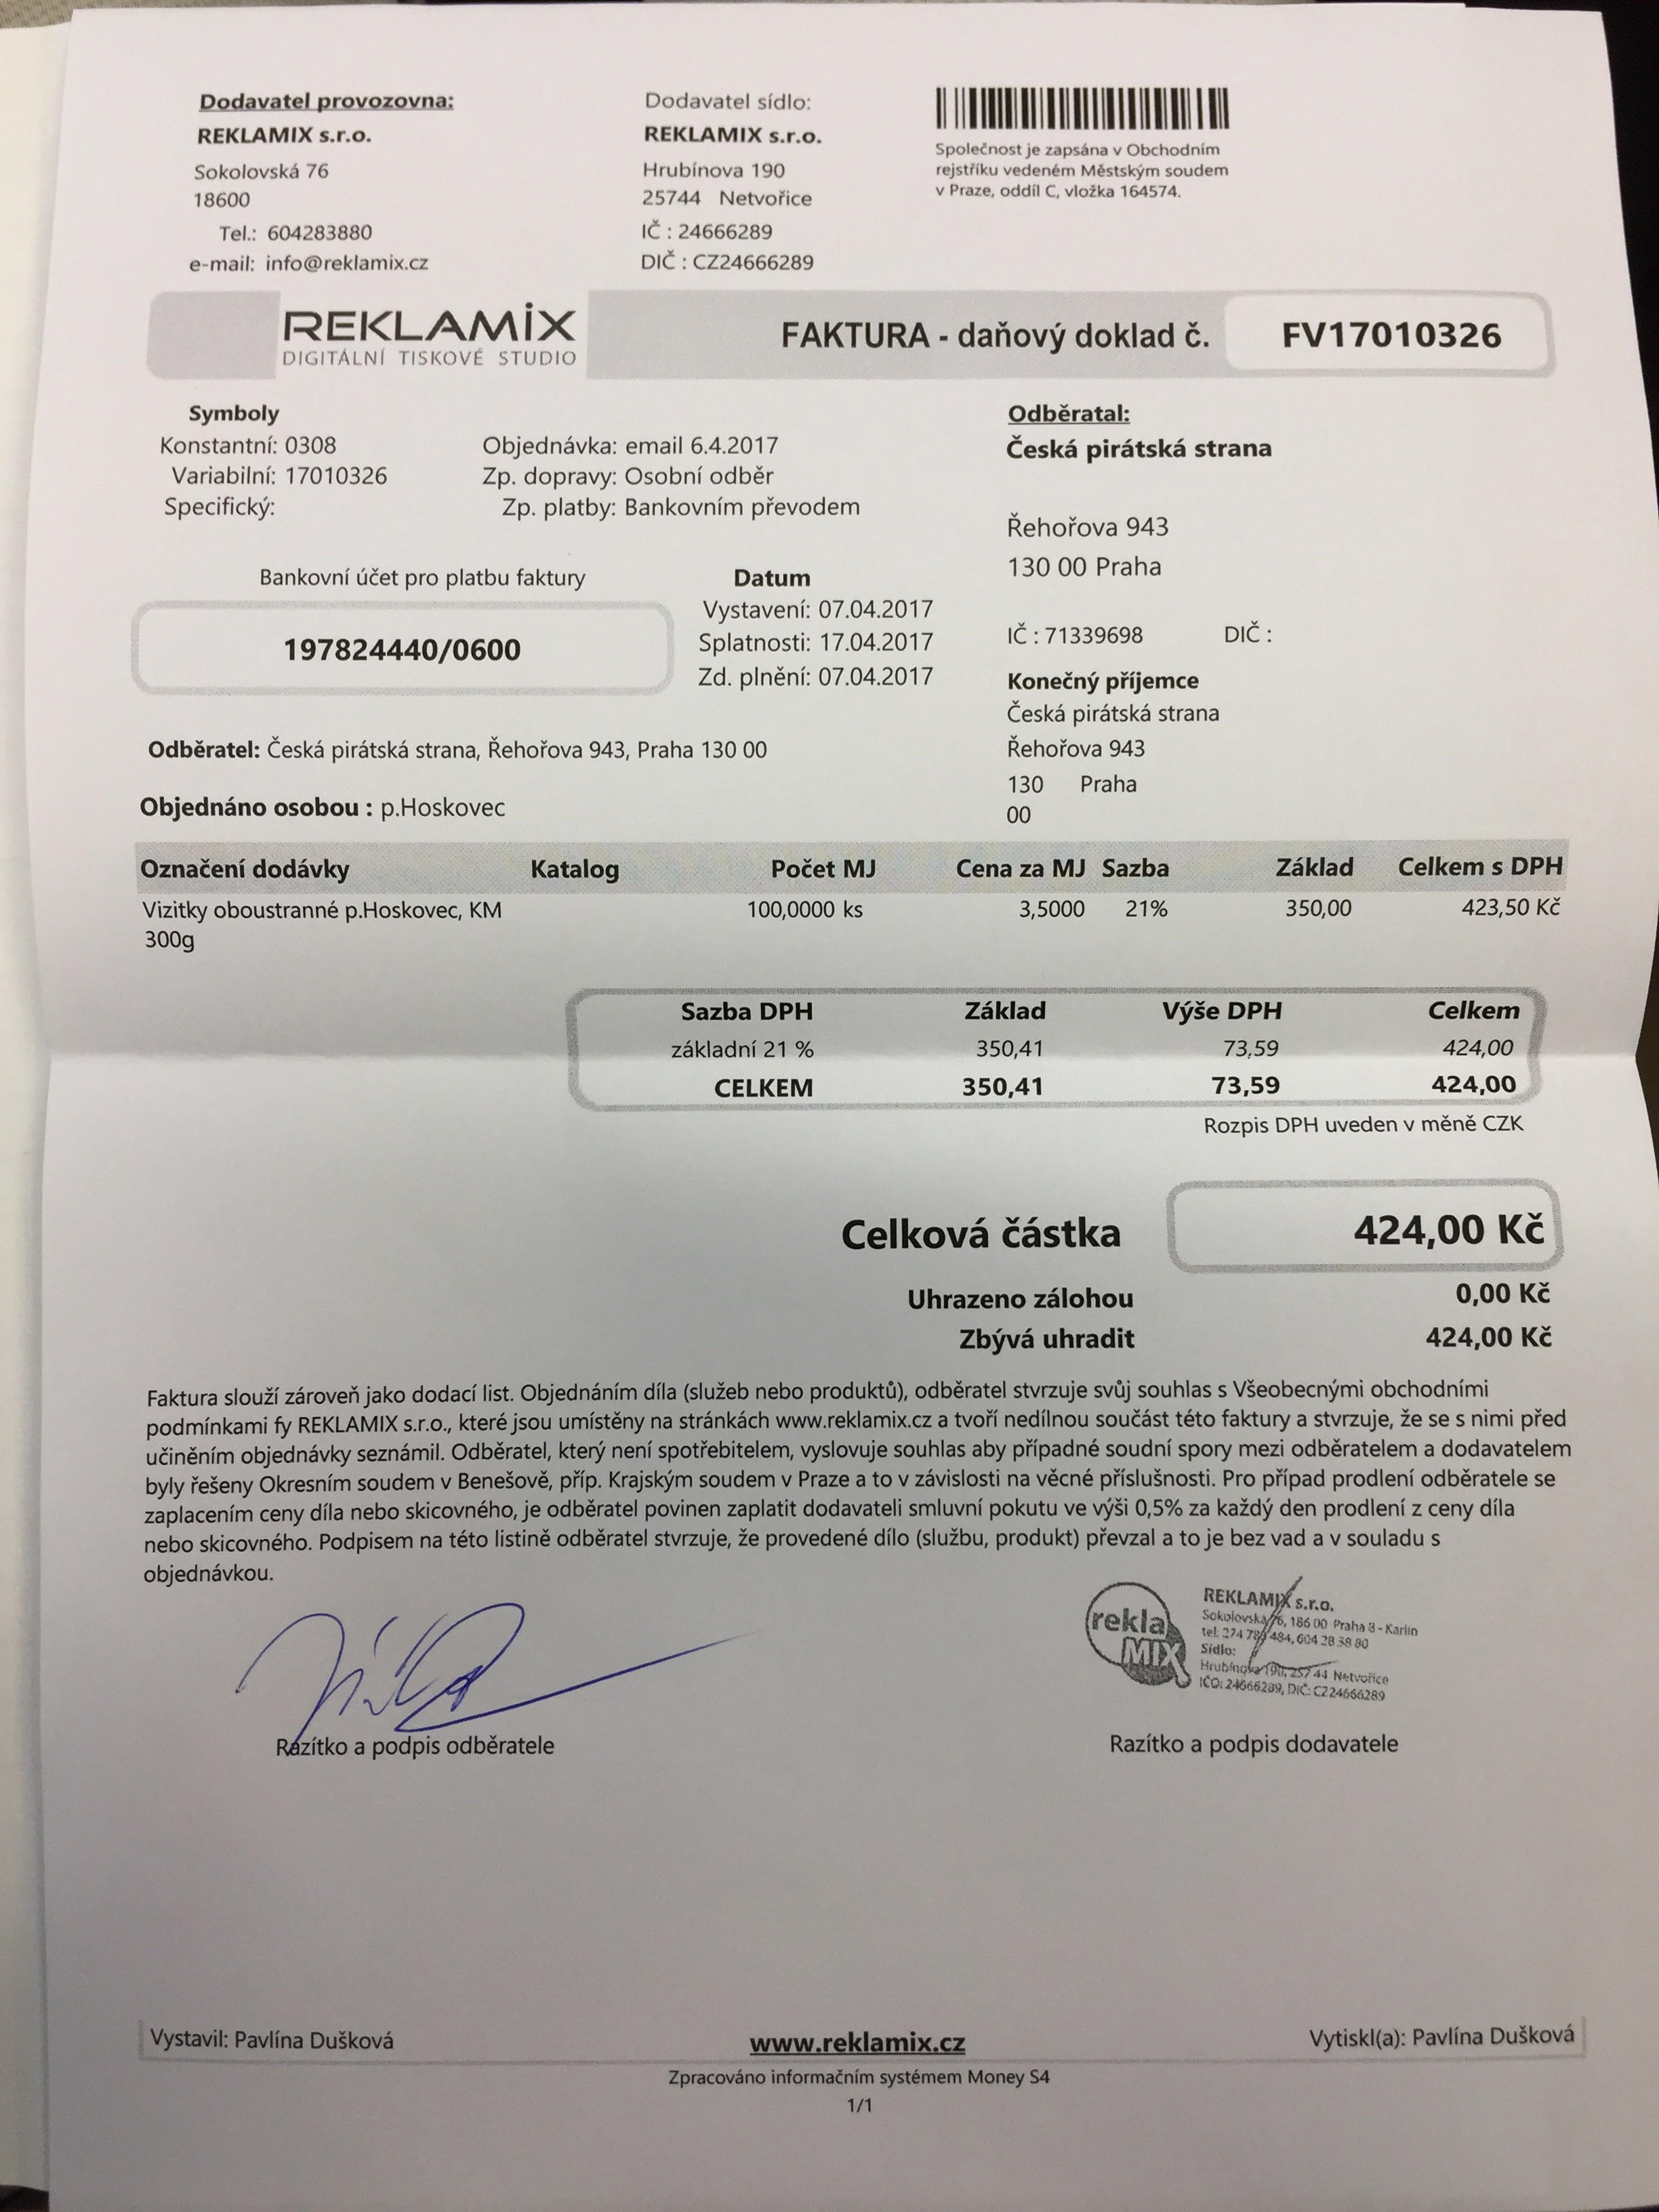 Dodavatel provozovna:
REKLAMIX s.r.o.
Sokolovská 76
18600
Tel.: 604283880
e-mail: info@reklamix.cz
Dodavatel sídlo:
REKLAMIX s.r.o.
Hrubínova 190
25744 Netvořice
IČ : 24666289
DIČ : CZ24666289
Společnost je zapsána v Obchodním
rejstříku vedeném Městským soudem
v Praze, oddíl C, vložka 164574.
REKLAMIX
DIGITÁLNÍ TISKOVÉ STUDIO
FAKTURA - daňový doklad č. FV17010326
Symboly
Konstantní: 0308
Variabilní: 17010326
Specifický:
Objednávka: email 6.4.2017
Zp. dopravy: Osobní odběr
Zp. platby: Bankovním převodem
Odběratal:
Česká pirátská strana
Řehořova 943
130 00 Praha
IČ : 71339698 DIČ :
Bankovní účet pro platbu faktury
197824440/0600
Datum
Vystavení: 07.04.2017
Splatnosti: 17.04.2017
Zd. plnění: 07.04.2017
Konečný příjemce
Česká pirátská strana
Řehořova 943
130 Praha
00
Odběratel: Česká pirátská strana, Řehořova 943, Praha 130 00
Objednáno osobou : p.Hoskovec
Označení dodávky Katalog Počet MJ Cena za MJ Sazba Základ Celkem s DPH
Vizitky oboustranné p.Hoskovec, KM 100,0000 ks 3,5000 21% 350,00 423,50 Kč
300g
Sazba DPH Základ Výše DPH Celkem
základní 21 % 350,41 73,59 424,00
CELKEM 350,41 73,59 424,00
Rozpis DPH uveden v měně CZK
Celková částka 424,00 Kč
Uhrazeno zálohou 0,00 Kč
Zbývá uhradit 424,00 Kč
Faktura slouží zároveň jako dodací list. Objednáním díla (služeb nebo produktů), odběratel stvrzuje svůj souhlas s Všeobecnými obchodními
podmínkami fy REKLAMIX s.r.o., které jsou umístěny na stránkách www.reklamix.cz a tvoří nedílnou součást této faktury a stvrzuje, že se s nimi před
učiněním objednávky seznámil. Odběratel, který není spotřebitelem, vyslovuje souhlas aby případné soudní spory mezi odběratelem a dodavatelem
byly řešeny Okresním soudem v Benešově, příp. Krajským soudem v Praze a to v závislosti na věcné příslušnosti. Pro případ prodlení odběratele se
zaplacením ceny díla nebo skicovného, je odběratel povinen zaplatit dodavateli smluvní pokutu ve výši 0,5% za každý den prodlení z ceny díla
nebo skicovného. Podpisem na této listině odběratel stvrzuje, že provedené dílo (službu, produkt) převzal a to je bez vad a v souladu s
objednávkou.
rekla
MIX
REKLAMIX s.r.o.
Sokolovská 76, 186 00 Praha 8 - Karlín
tel: 274 484, 604 28 38 80
Sídlo:
Hrubínova 190, 257 44 Netvořice
IČO: 24666289, DIČ: CZ24666289
Razítko a podpis odběratele
Razítko a podpis dodavatele
Vystavil: Pavlína Dušková
www.reklamix.cz
Vytiskl(a): Pavlína Dušková
Zpracováno informačním systémem Money S4
1/1